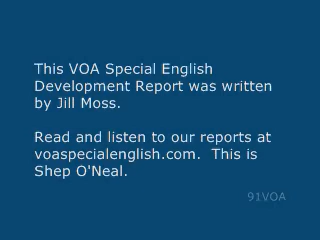 This VOA Special English
Development Report was written
by Jill Moss.
Read and listen to our reports at
voaspecialenglish.com.  This is
Shep O'Neal.
91VOA